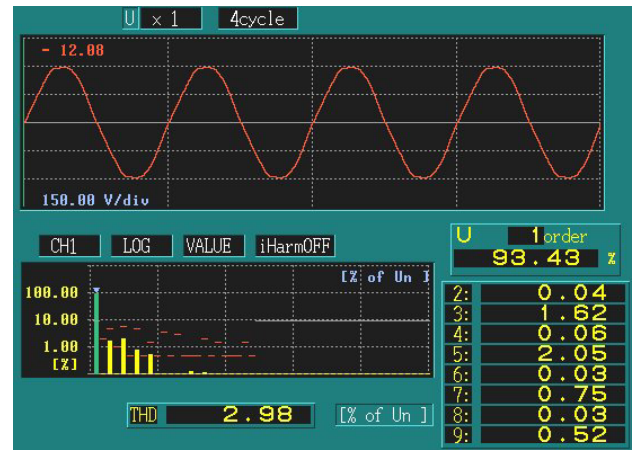 U x 1 4cycle
- 12.08
150.00 V/div
CH1 LOG VALUE iHarmOFF
U 1order
93.43 %
[% of Un ]
100.00
10.00
1.00
[%]
2: 0.04
3: 1.62
4: 0.06
5: 2.05
6: 0.03
7: 0.75
8: 0.03
9: 0.52
THD 2.98 [% of Un ]